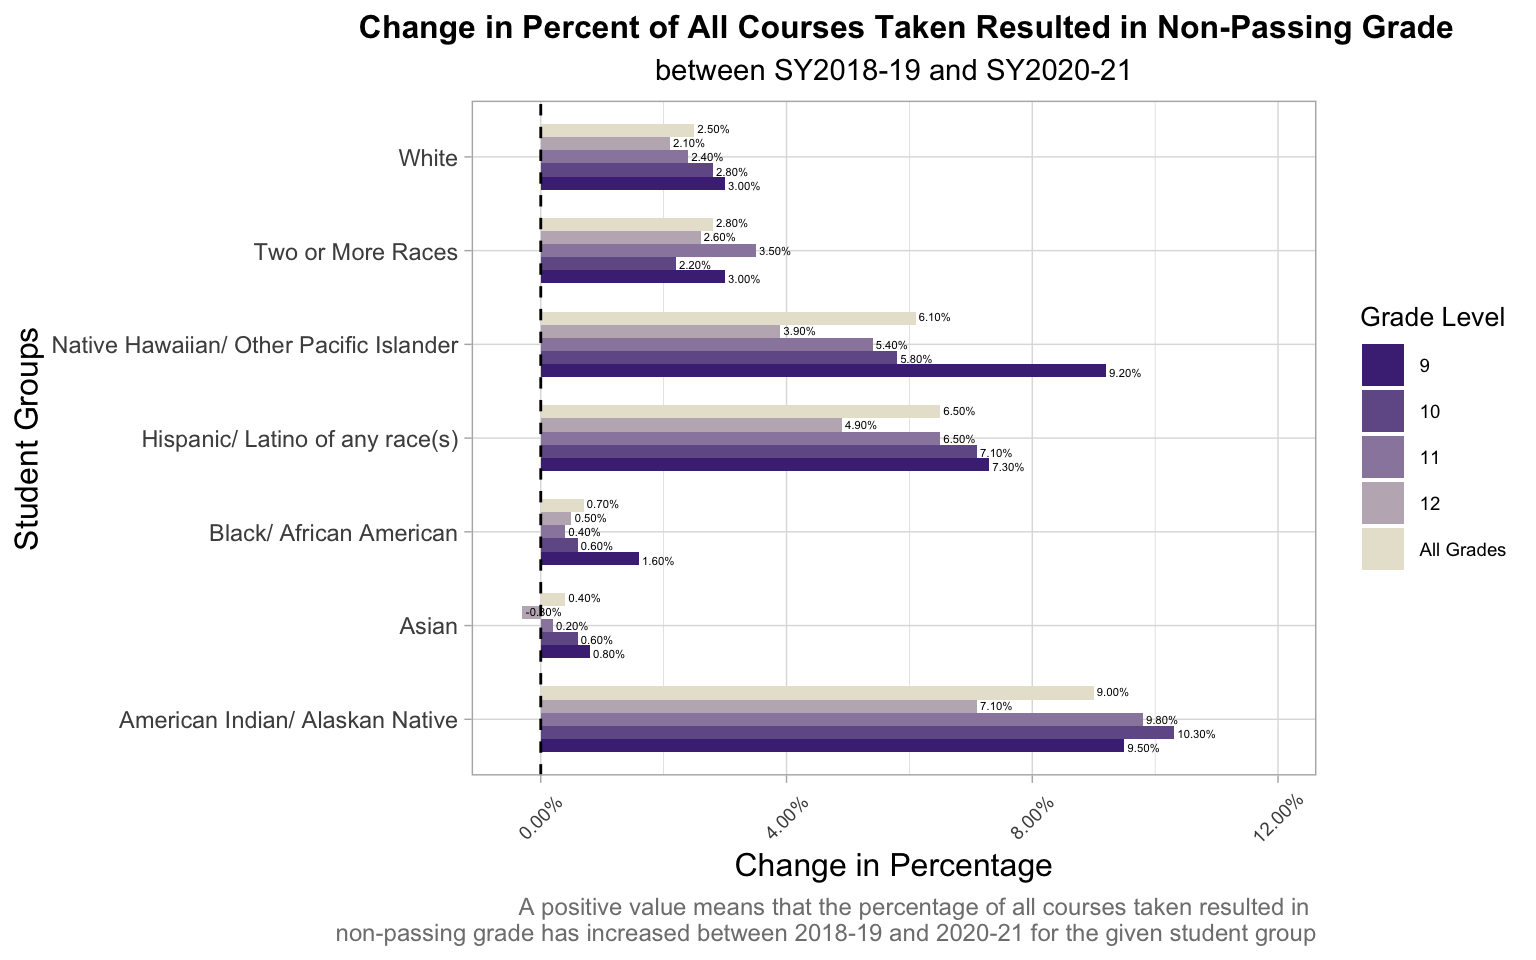 Change in Percent of All Courses Taken Resulted in Non-Passing Grade
between SY2018-19 and SY2020-21
Student Groups
White
2.50%
2.10%
2.40%
2.80%
3.00%
Two or More Races
2.80%
2.60%
3.50%
2.20%
3.00%
Native Hawaiian/ Other Pacific Islander
6.10%
3.90%
5.40%
5.80%
9.20%
Hispanic/ Latino of any race(s)
6.50%
4.90%
6.50%
7.10%
7.30%
Black/ African American
0.70%
0.50%
0.40%
0.60%
1.60%
Asian
0.40%
-0.30%
0.20%
0.60%
0.80%
American Indian/ Alaskan Native
9.00%
7.10%
9.80%
10.30%
9.50%
0.00%
4.00%
8.00%
12.00%
Change in Percentage
Grade Level
9
10
11
12
All Grades
A positive value means that the percentage of all courses taken resulted in
non-passing grade has increased between 2018-19 and 2020-21 for the given student group